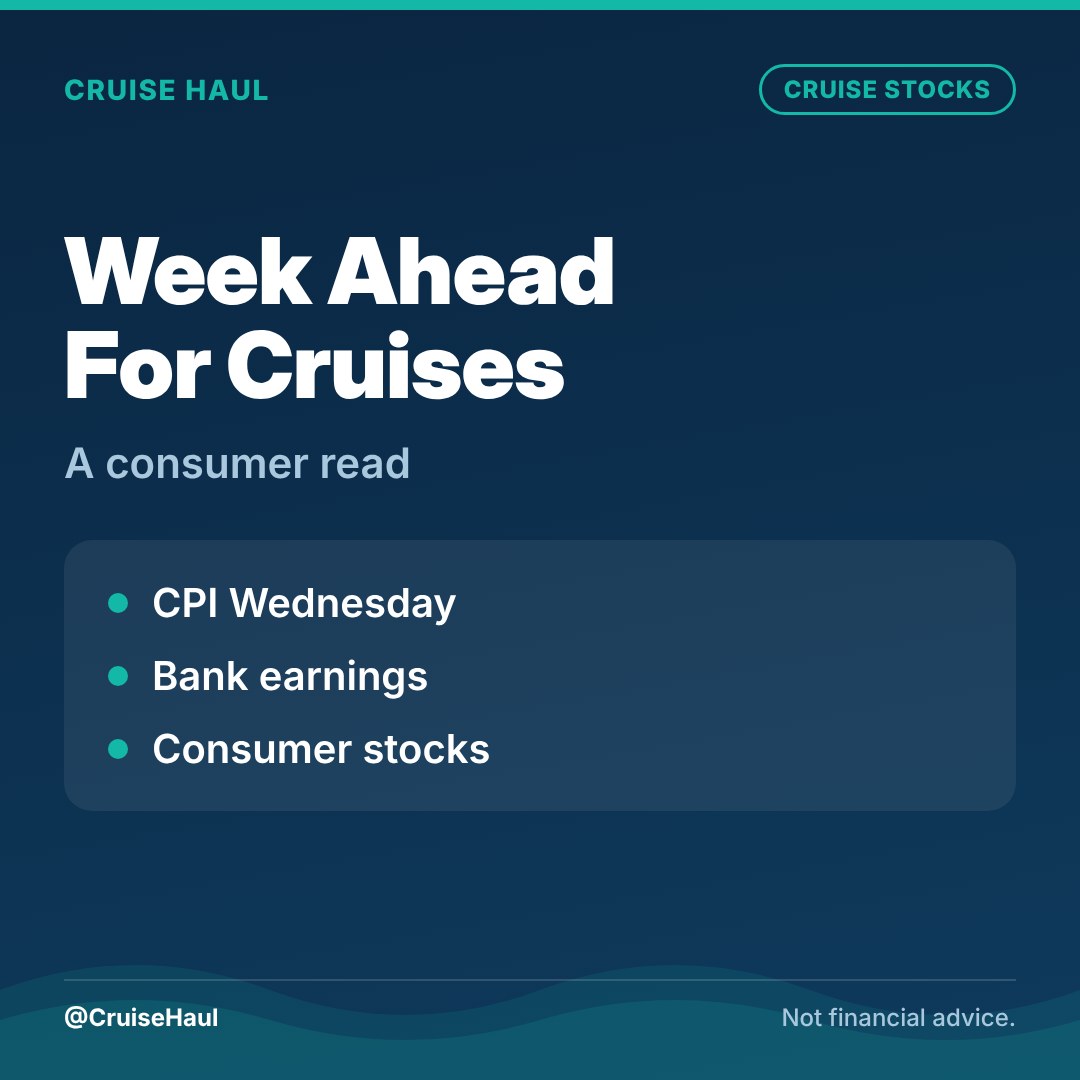 CRUISE HAUL
CRUISE STOCKS
Week Ahead
For Cruises
A consumer read
CPI Wednesday
Bank earnings
Consumer stocks
@CruiseHaul
Not financial advice.